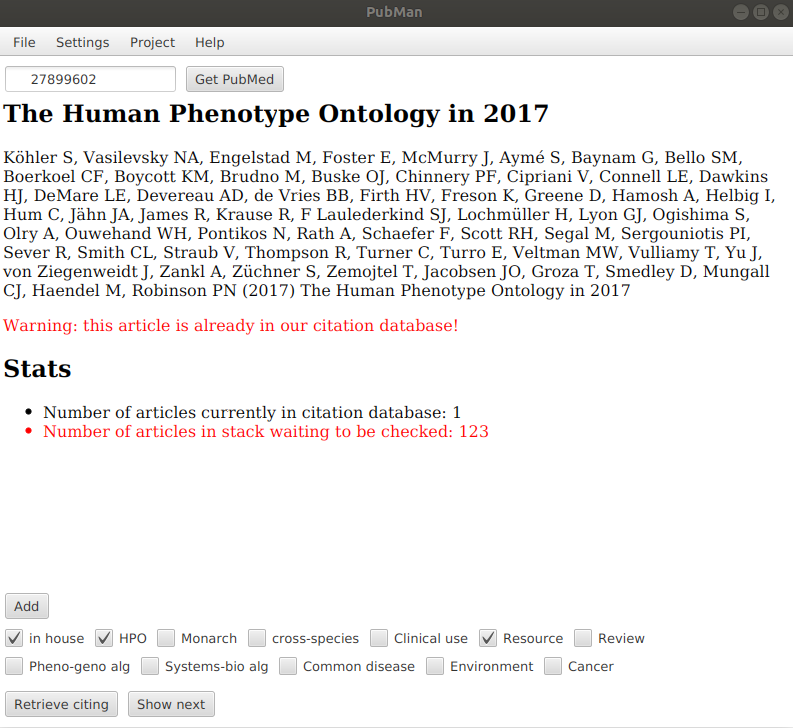 PubMan
File Settings Project Help
27899602 Get PubMed
The Human Phenotype Ontology in 2017
Köhler S, Vasilevsky NA, Engelstad M, Foster E, McMurry J, Aymé S, Baynam G, Bello SM,
Boerkoel CF, Boycott KM, Brudno M, Buske OJ, Chinnery PF, Cipriani V, Connell LE, Dawkins
HJ, DeMare LE, Devereau AD, de Vries BB, Firth HV, Freson K, Greene D, Hamosh A, Helbig I,
Hum C, Jähn JA, James R, Krause R, F Laulederkind SJ, Lochmüller H, Lyon GJ, Ogishima S,
Olry A, Ouwehand WH, Pontikos N, Rath A, Schaefer F, Scott RH, Segal M, Sergouniotis PI,
Sever R, Smith CL, Straub V, Thompson R, Turner C, Turro E, Veltman MW, Vulliamy T, Yu J,
von Ziegenweidt J, Zankl A, Züchner S, Zemojtel T, Jacobsen JO, Groza T, Smedley D, Mungall
CJ, Haendel M, Robinson PN (2017) The Human Phenotype Ontology in 2017
Warning: this article is already in our citation database!
Stats
• Number of articles currently in citation database: 1
• Number of articles in stack waiting to be checked: 123
Add
in house HPO Monarch cross-species Clinical use Resource Review
Pheno-geno alg Systems-bio alg Common disease Environment Cancer
Retrieve citing Show next